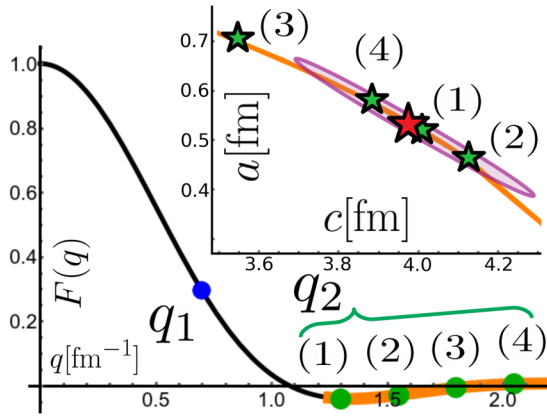 (3)
0.7
(4)
0.6
(1)
0.5
(2)
0.4
a[fm]
c[fm]
3.6 3.8 4.0 4.2
1.0
0.8
0.6
0.4
0.2
F(q)
q[fm⁻¹]
q₁
q₂
(1) (2) (3) (4)
0.5 1.0 1.5 2.0